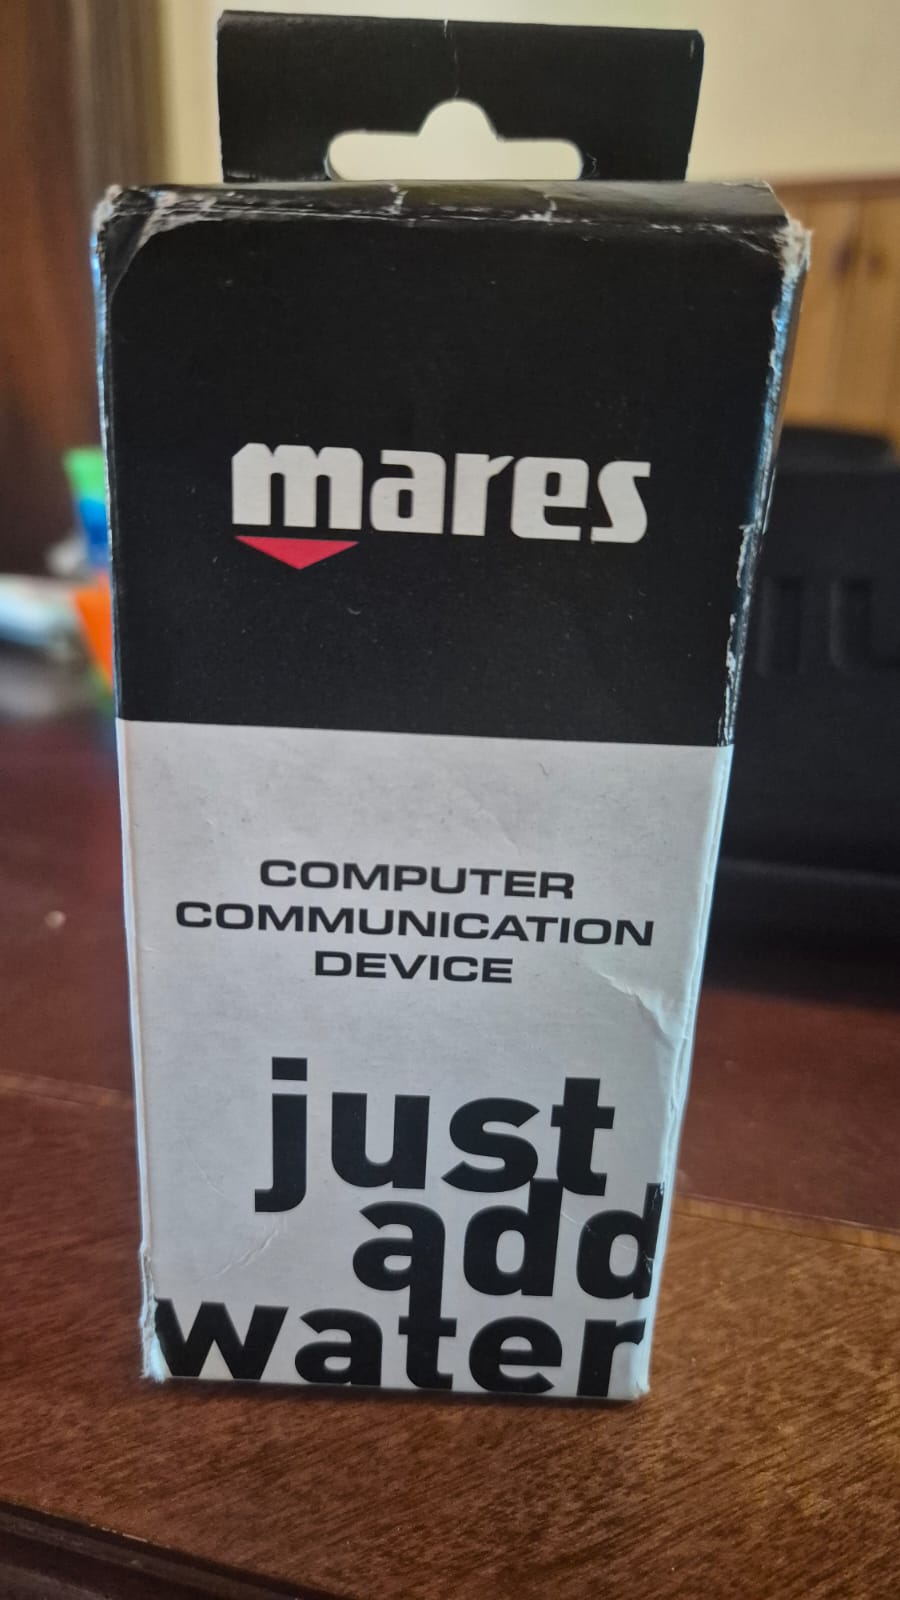 mares
COMPUTER
COMMUNICATION
DEVICE
just
add
water